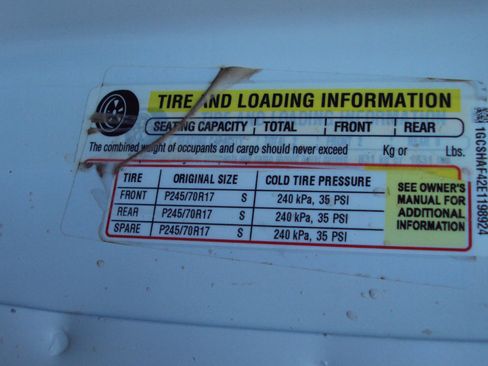 TIRE AND LOADING INFORMATION
SEATING CAPACITY TOTAL FRONT REAR
The combined weight of occupants and cargo should never exceed Kg or Lbs.
TIRE ORIGINAL SIZE COLD TIRE PRESSURE
FRONT P245/70R17 S 240 kPa, 35 PSI
REAR P245/70R17 S 240 kPa, 35 PSI
SPARE P245/70R17 S 240 kPa, 35 PSI
SEE OWNER'S
MANUAL FOR
ADDITIONAL
INFORMATION
1GCSHAF42E1198924